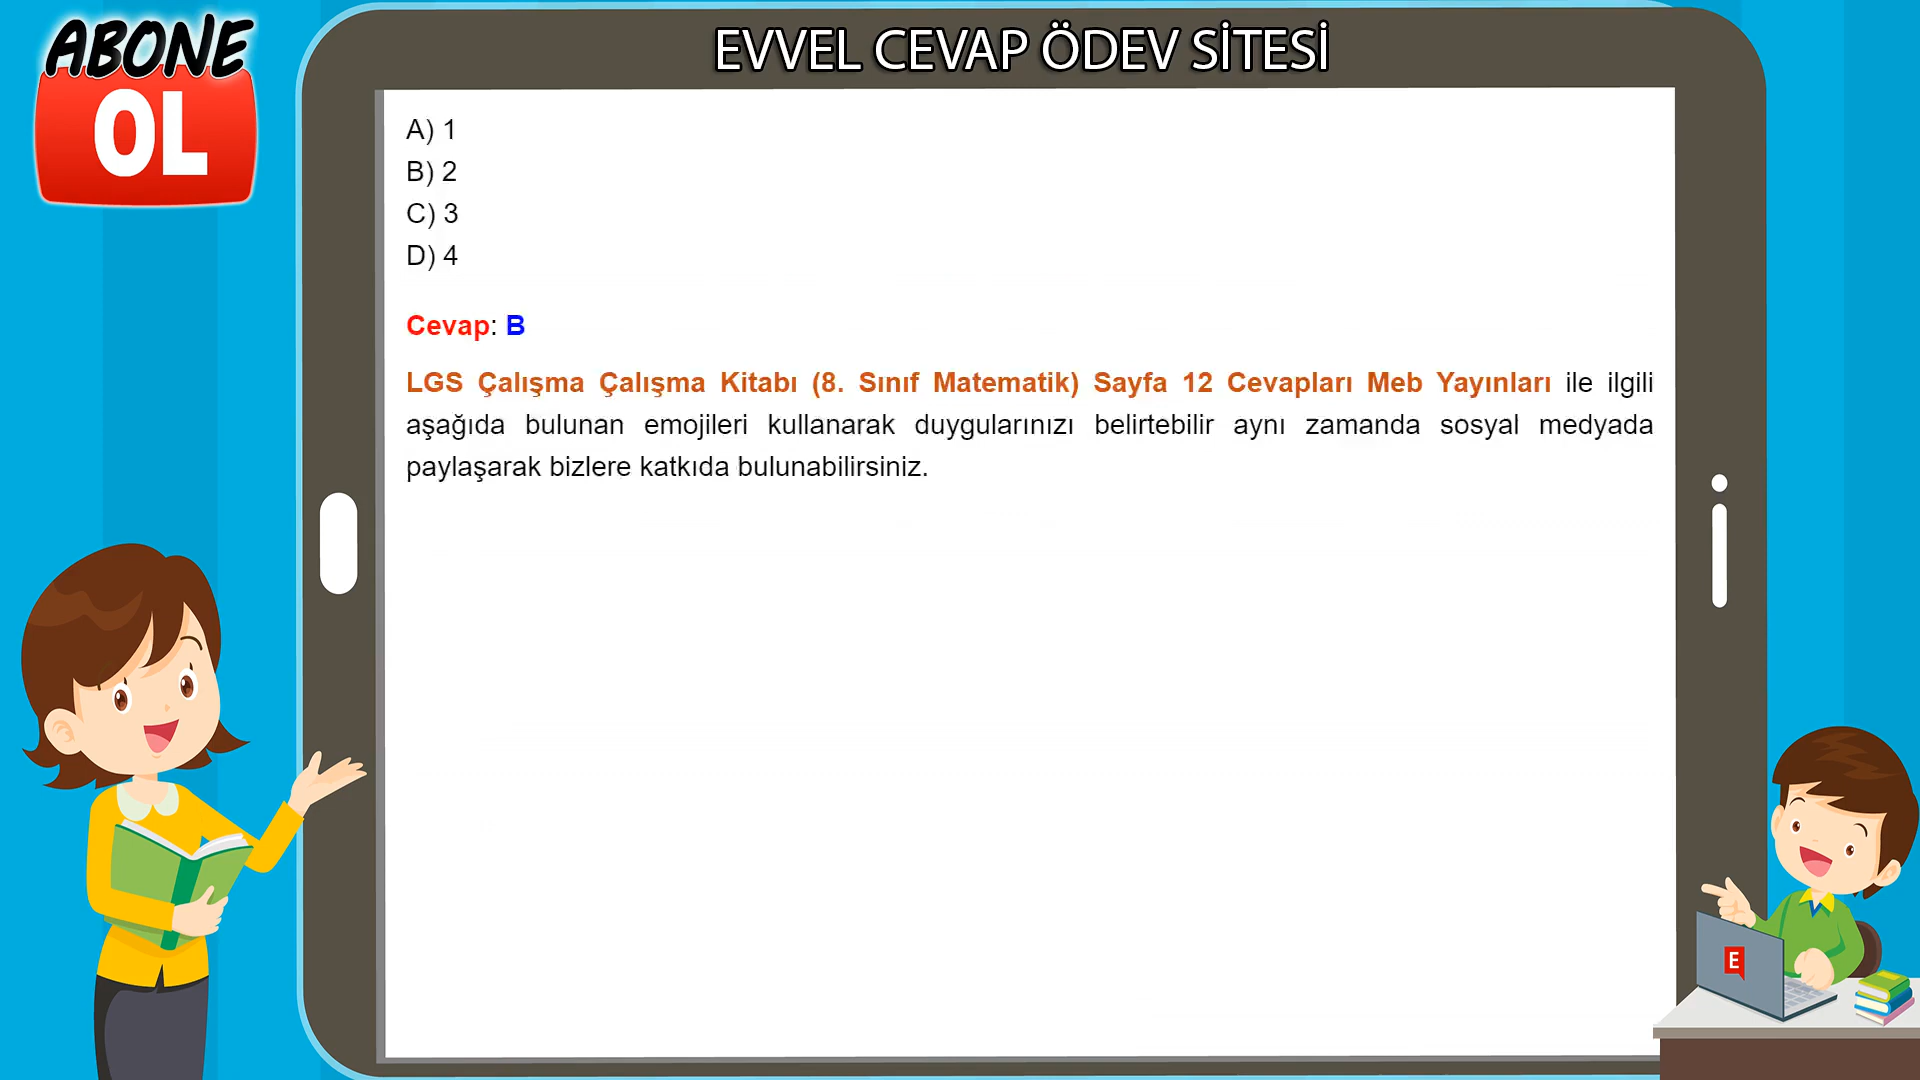 ABONE
OL
EVVEL CEVAP ÖDEV SİTESİ
A) 1
B) 2
C) 3
D) 4
Cevap: B
LGS Çalışma Çalışma Kitabı (8. Sınıf Matematik) Sayfa 12 Cevapları Meb Yayınları ile ilgili
aşağıda bulunan emojileri kullanarak duygularınızı belirtebilir aynı zamanda sosyal medyada
paylaşarak bizlere katkıda bulunabilirsiniz.
E